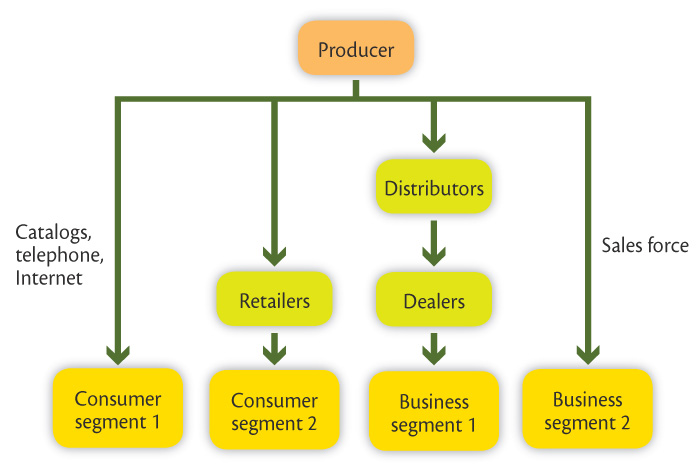 Producer
Distributors
Catalogs,
telephone,
Internet
Sales force
Retailers
Dealers
Consumer
segment 1
Consumer
segment 2
Business
segment 1
Business
segment 2